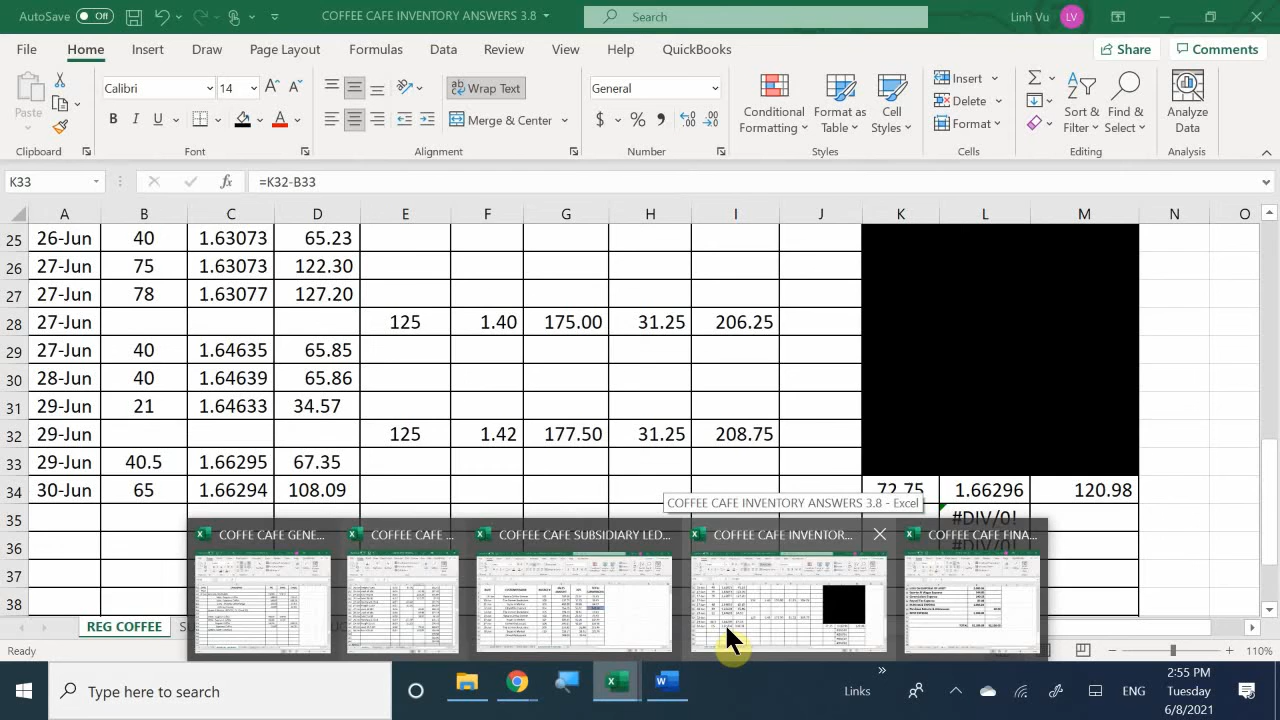 AutoSave Off COFFEE CAFE INVENTORY ANSWERS 3.8 Search Linh Vu LV
File Home Insert Draw Page Layout Formulas Data Review View Help QuickBooks Share Comments
Paste Calibri 14 Wrap Text General Conditional Formatting Format as Table Cell Styles Insert Sort & Filter Find & Select Analyze Data
B I U A Merge & Center $ % 9 Delete
Format
Clipboard Font Alignment Number Styles Cells Editing Analysis
K33 fx =K32-B33
A B C D E F G H I J K L M N O
25 26-Jun 40 1.63073 65.23
26 27-Jun 75 1.63073 122.30
27 27-Jun 78 1.63077 127.20
28 27-Jun 125 1.40 175.00 31.25 206.25
29 27-Jun 40 1.64635 65.85
30 28-Jun 40 1.64639 65.86
31 29-Jun 21 1.64633 34.57
32 29-Jun 125 1.42 177.50 31.25 208.75
33 29-Jun 40.5 1.66295 67.35
34 30-Jun 65 1.66294 108.09 72.75 1.66296 120.98
COFFEE CAFE INVENTORY ANSWERS 3.8 - Excel
35 #DIV/0!
COFFE CAFE GENE... COFFEE CAFE ... COFFEE CAFE SUBSIDIARY LED... COFFEE CAFE INVENTOR... COFFEE CAFE FINA...
36
37
38
REG COFFEE
Ready 110%
Type here to search Links ENG 2:55 PM
Tuesday
6/8/2021